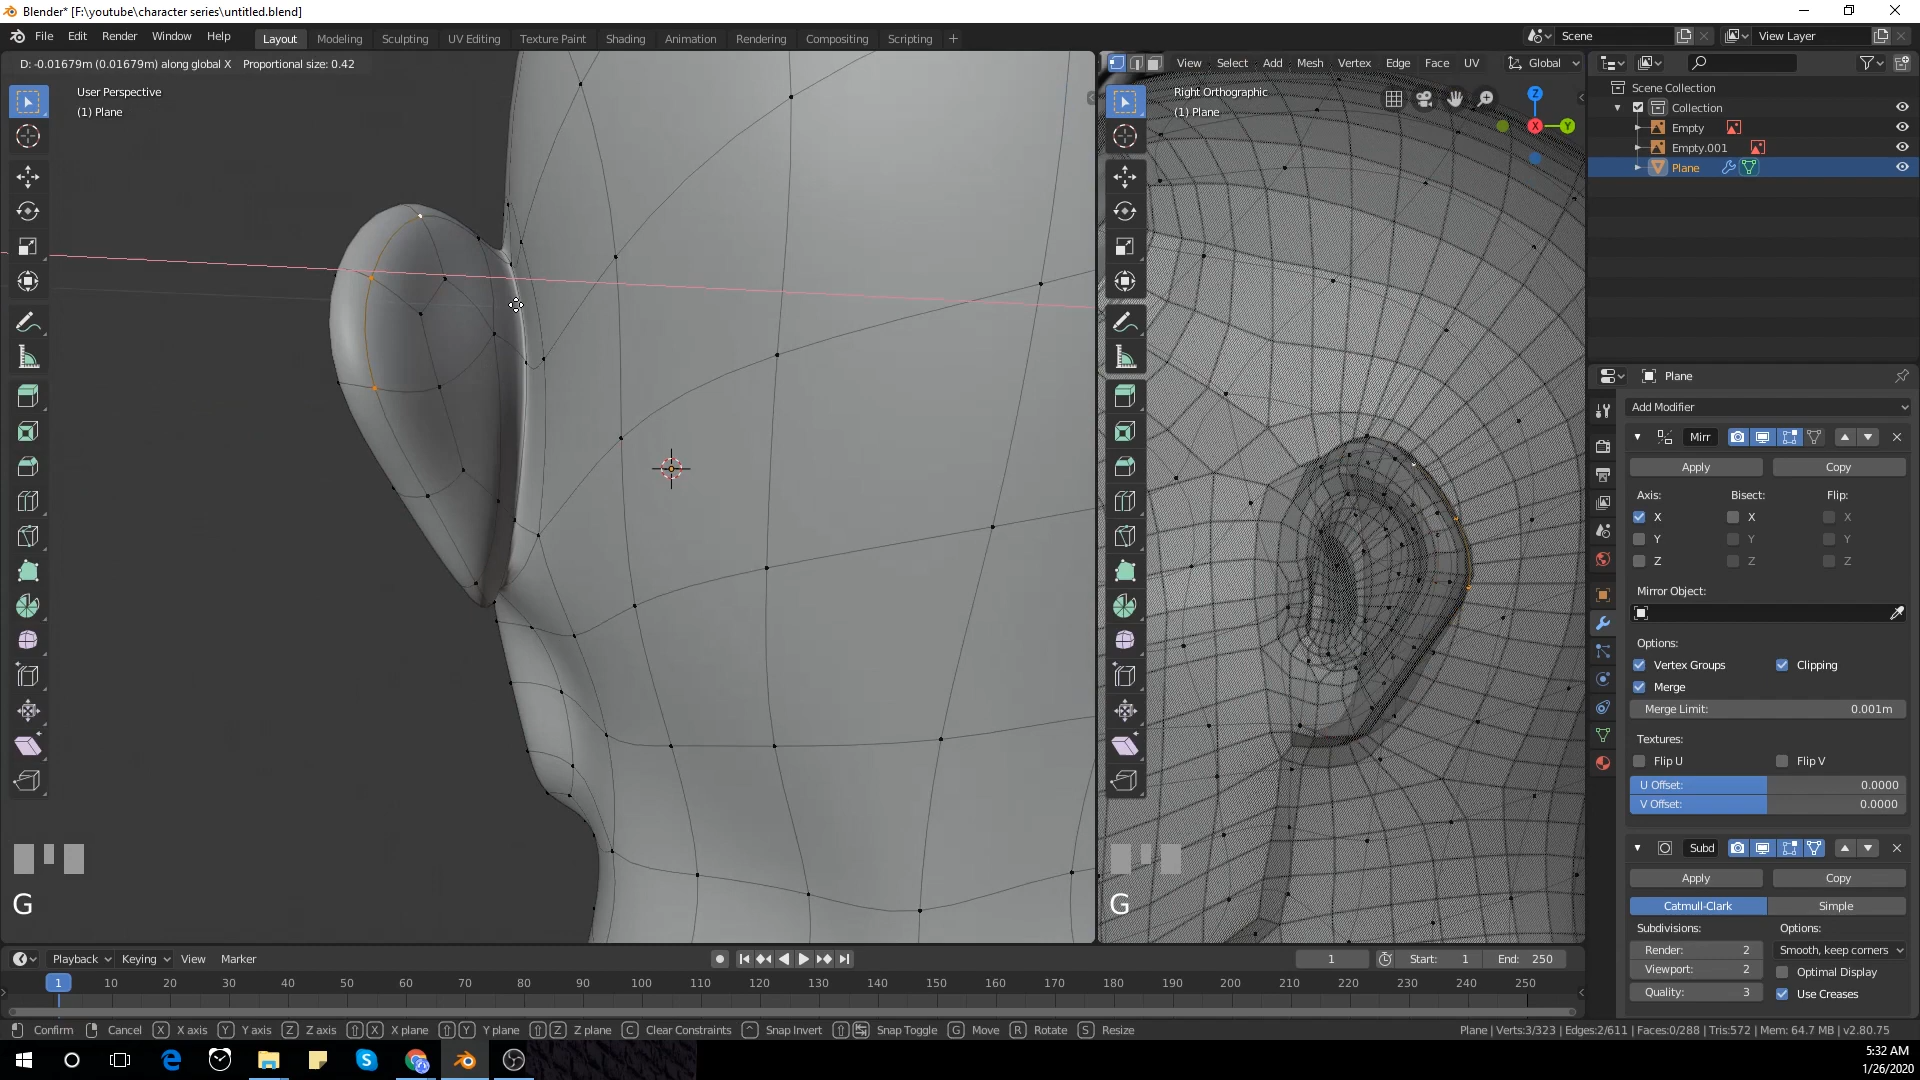 Blender* [F:\youtube\character series\untitled.blend]
File Edit Render Window Help Layout Modeling Sculpting UV Editing Texture Paint Shading Animation Rendering Compositing Scripting + Scene View Layer
D: -0.01679m (0.01679m) along global X Proportional size: 0.42
View Select Add Mesh Vertex Edge Face UV Global
User Perspective
(1) Plane
Right Orthographic
(1) Plane
Z
X
Y
Scene Collection
Collection
Empty
Empty.001
Plane
Plane
Add Modifier
Mirr
Apply Copy
Axis: Bisect: Flip:
X X X
Y Y Y
Z Z Z
Mirror Object:
Options:
Vertex Groups Clipping
Merge
Merge Limit: 0.001m
Textures:
Flip U Flip V
U Offset: 0.0000
V Offset: 0.0000
Subd
Apply Copy
Catmull-Clark Simple
Subdivisions: Options:
Render: 2 Smooth, keep corners
Viewport: 2 Optimal Display
Quality: 3 Use Creases
G
G
Playback Keying View Marker 1 Start: 1 End: 250
1 10 20 30 40 50 60 70 80 90 100 110 120 130 140 150 160 170 180 190 200 210 220 230 240 250
Confirm Cancel X X axis Y Y axis Z Z axis X X plane Y Y plane Z Z plane C Clear Constraints ^ Snap Invert Snap Toggle G Move R Rotate S Resize Plane | Verts:3/323 | Edges:2/611 | Faces:0/288 | Tris:572 | Mem: 64.7 MB | v2.80.75
5:32 AM
1/26/2020